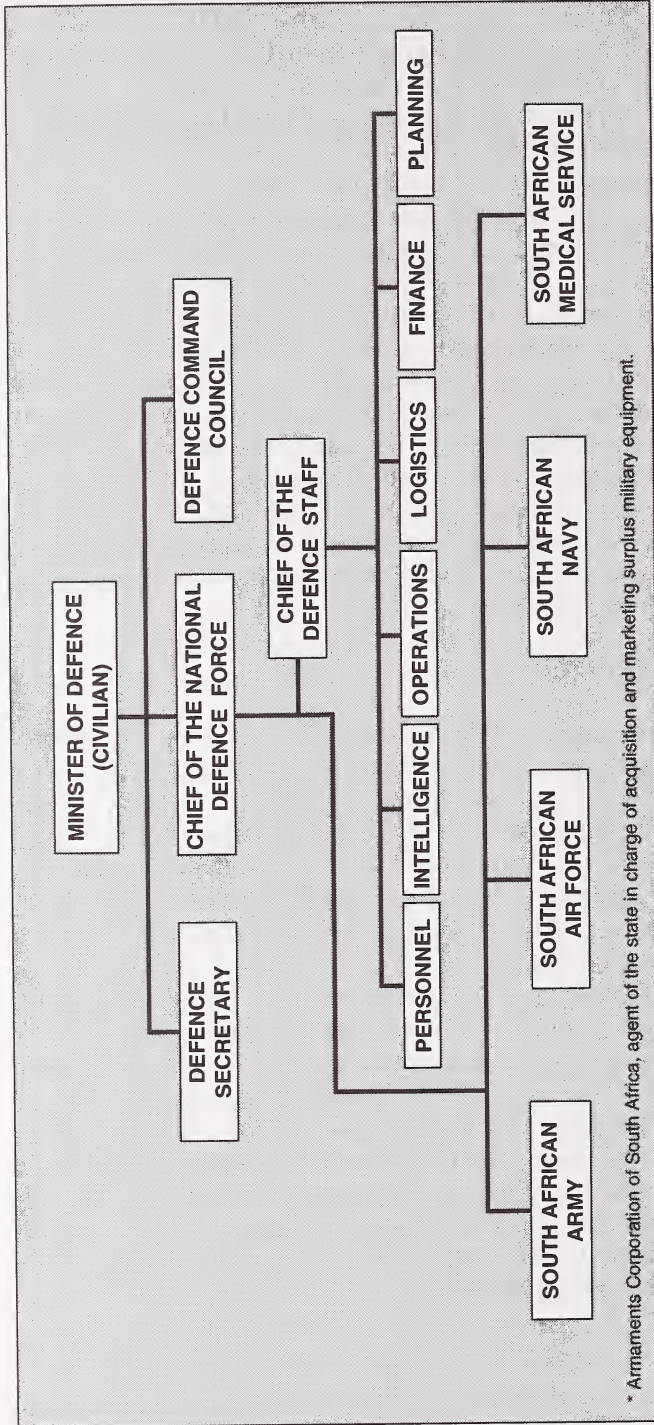 MINISTER OF DEFENCE
(CIVILIAN)
DEFENCE
SECRETARY
CHIEF OF THE NATIONAL
DEFENCE FORCE
DEFENCE COMMAND
COUNCIL
CHIEF OF THE
DEFENCE STAFF
PERSONNEL
INTELLIGENCE
OPERATIONS
LOGISTICS
FINANCE
PLANNING
SOUTH AFRICAN
ARMY
SOUTH AFRICAN
AIR FORCE
SOUTH AFRICAN
NAVY
SOUTH AFRICAN
MEDICAL SERVICE
* Armaments Corporation of South Africa, agent of the state in charge of acquisition and marketing surplus military equipment.